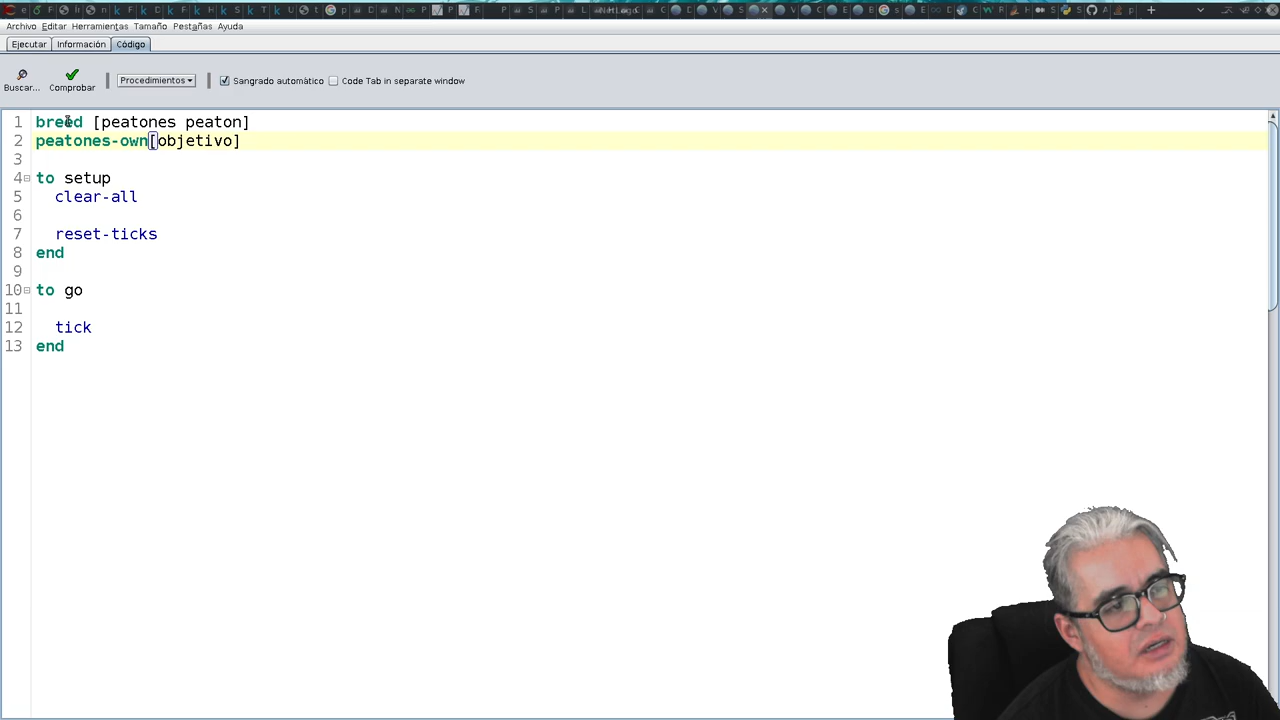 Archivo Editar Herramientas Tamaño Pestañas Ayuda
Ejecutar Información Código
Buscar... Comprobar Procedimientos Sangrado automático Code Tab in separate window
1 breed [peatones peaton]
2 peatones-own[objetivo]
3
4 to setup
5 clear-all
6
7 reset-ticks
8 end
9
10 to go
11
12 tick
13 end